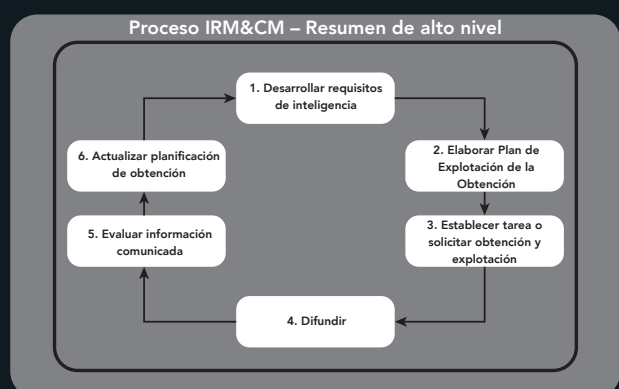 Proceso IRM&CM – Resumen de alto nivel
1. Desarrollar requisitos
de inteligencia
2. Elaborar Plan de
Explotación de la
Obtención
3. Establecer tarea o
solicitar obtención y
explotación
4. Difundir
5. Evaluar información
comunicada
6. Actualizar planificación
de obtención